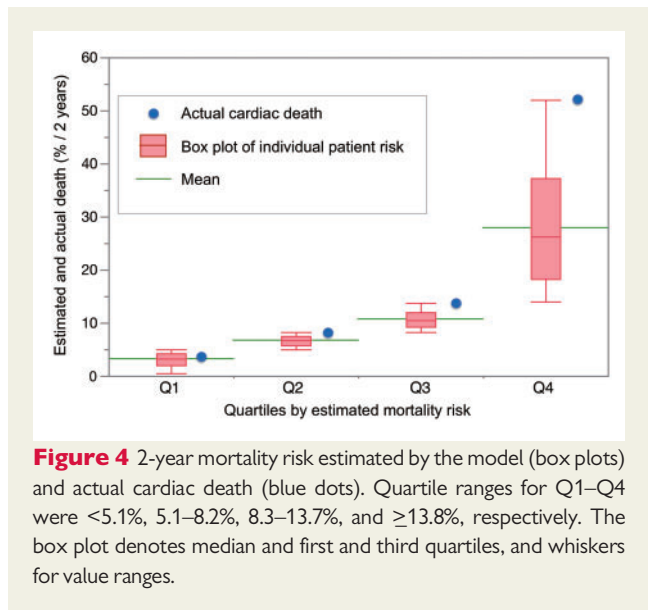 60
50
40
30
20
10
0
Estimated and actual death (% / 2 years)
Actual cardiac death
Box plot of individual patient risk
Mean
Q1 Q2 Q3 Q4
Quartiles by estimated mortality risk
Figure 4 2-year mortality risk estimated by the model (box plots)
and actual cardiac death (blue dots). Quartile ranges for Q1–Q4
were <5.1%, 5.1–8.2%, 8.3–13.7%, and ≥13.8%, respectively. The
box plot denotes median and first and third quartiles, and whiskers
for value ranges.